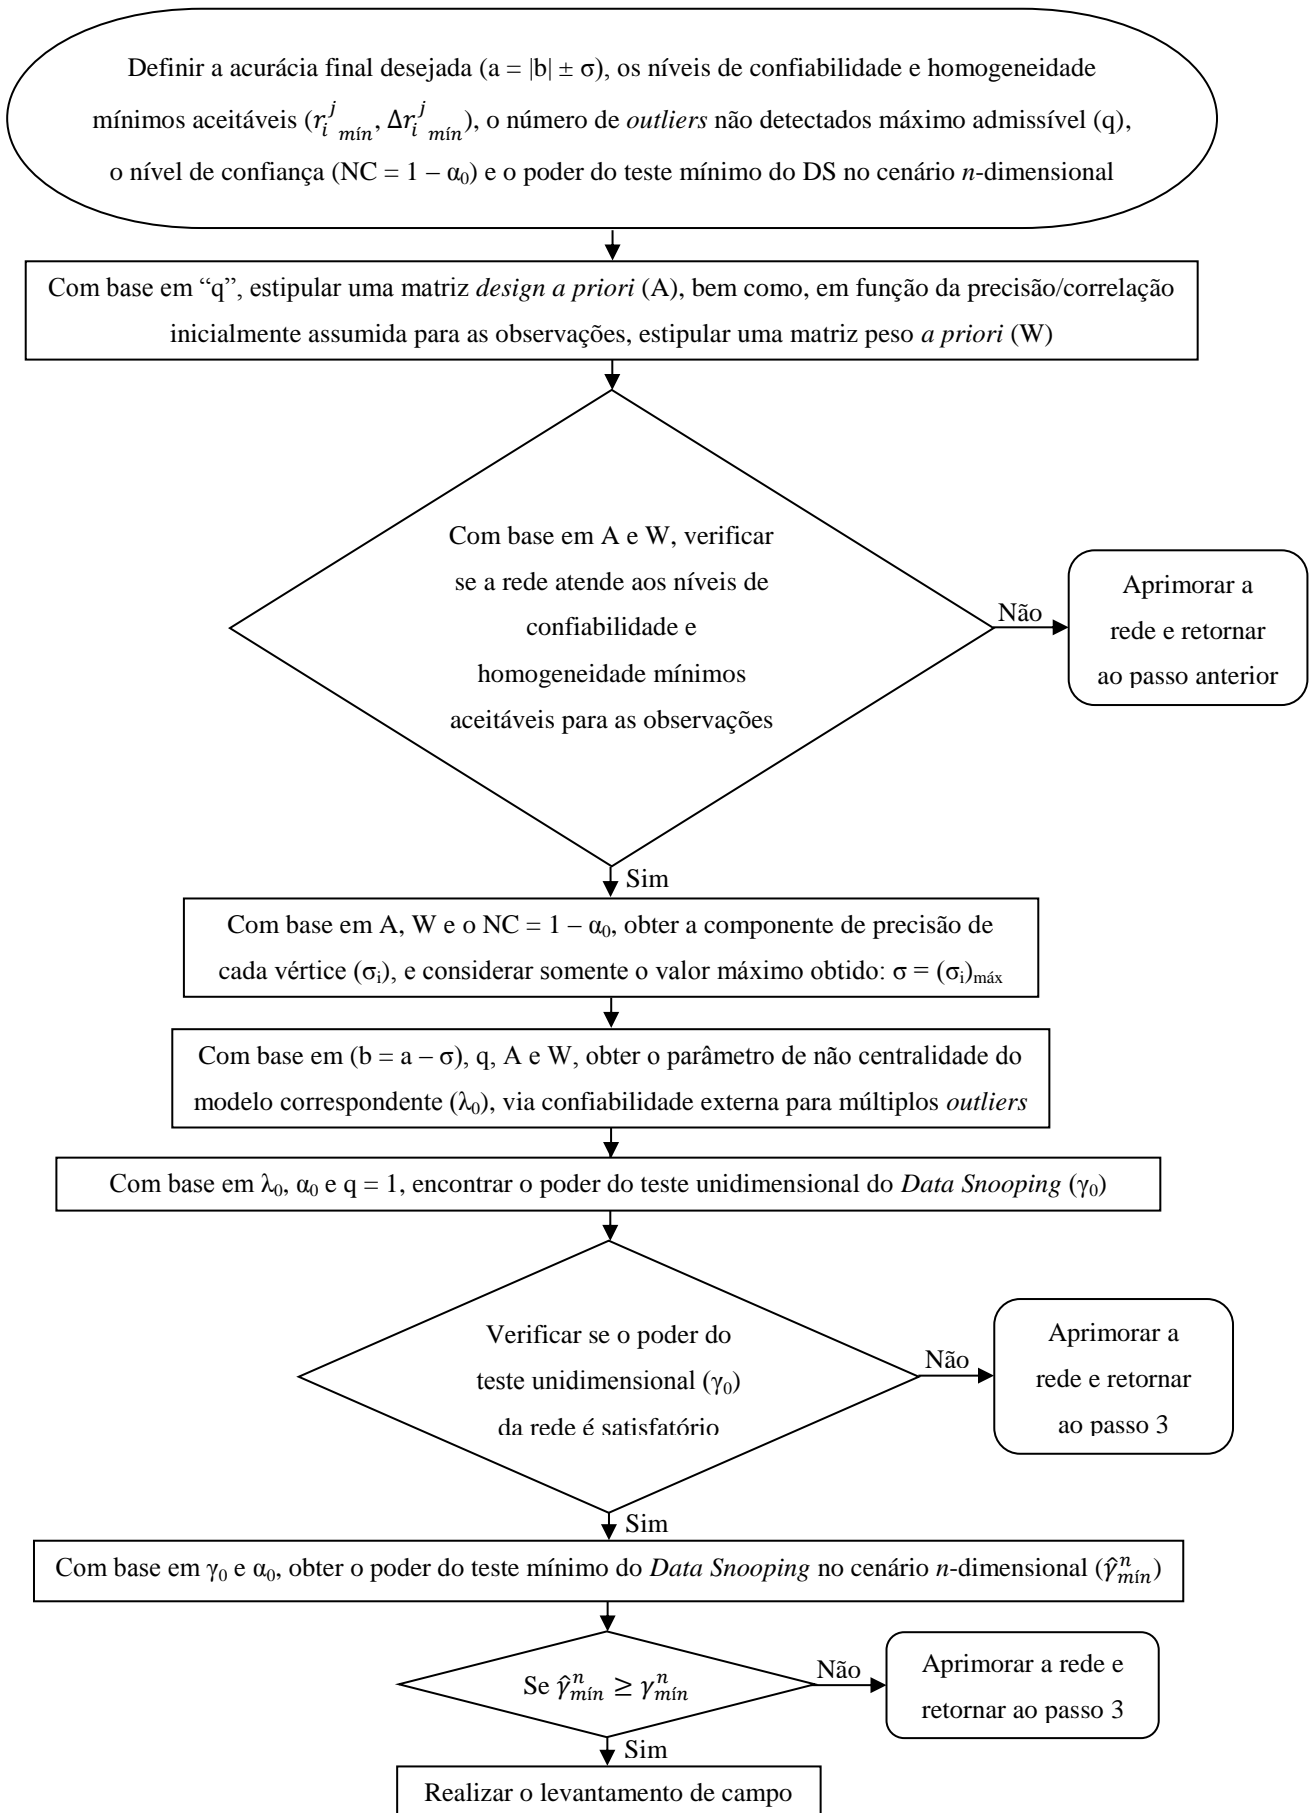 Definir a acurácia final desejada (a = |b| ± σ), os níveis de confiabilidade e homogeneidade
mínimos aceitáveis (r_i^j_mín, Δr_i^j_mín), o número de outliers não detectados máximo admissível (q),
o nível de confiança (NC = 1 – α₀) e o poder do teste mínimo do DS no cenário n-dimensional
Com base em “q”, estipular uma matriz design a priori (A), bem como, em função da precisão/correlação
inicialmente assumida para as observações, estipular uma matriz peso a priori (W)
Com base em A e W, verificar
se a rede atende aos níveis de
confiabilidade e
homogeneidade mínimos
aceitáveis para as observações
Não
Aprimorar a
rede e retornar
ao passo anterior
Sim
Com base em A, W e o NC = 1 – α₀, obter a componente de precisão de
cada vértice (σᵢ), e considerar somente o valor máximo obtido: σ = (σᵢ)máx
Com base em (b = a – σ), q, A e W, obter o parâmetro de não centralidade do
modelo correspondente (λ₀), via confiabilidade externa para múltiplos outliers
Com base em λ₀, α₀ e q = 1, encontrar o poder do teste unidimensional do Data Snooping (γ₀)
Verificar se o poder do
teste unidimensional (γ₀)
da rede é satisfatório
Não
Aprimorar a
rede e retornar
ao passo 3
Sim
Com base em γ₀ e α₀, obter o poder do teste mínimo do Data Snooping no cenário n-dimensional (γ̂_mín^n)
Se γ̂_mín^n ≥ γ_mín^n
Não
Aprimorar a rede e
retornar ao passo 3
Sim
Realizar o levantamento de campo